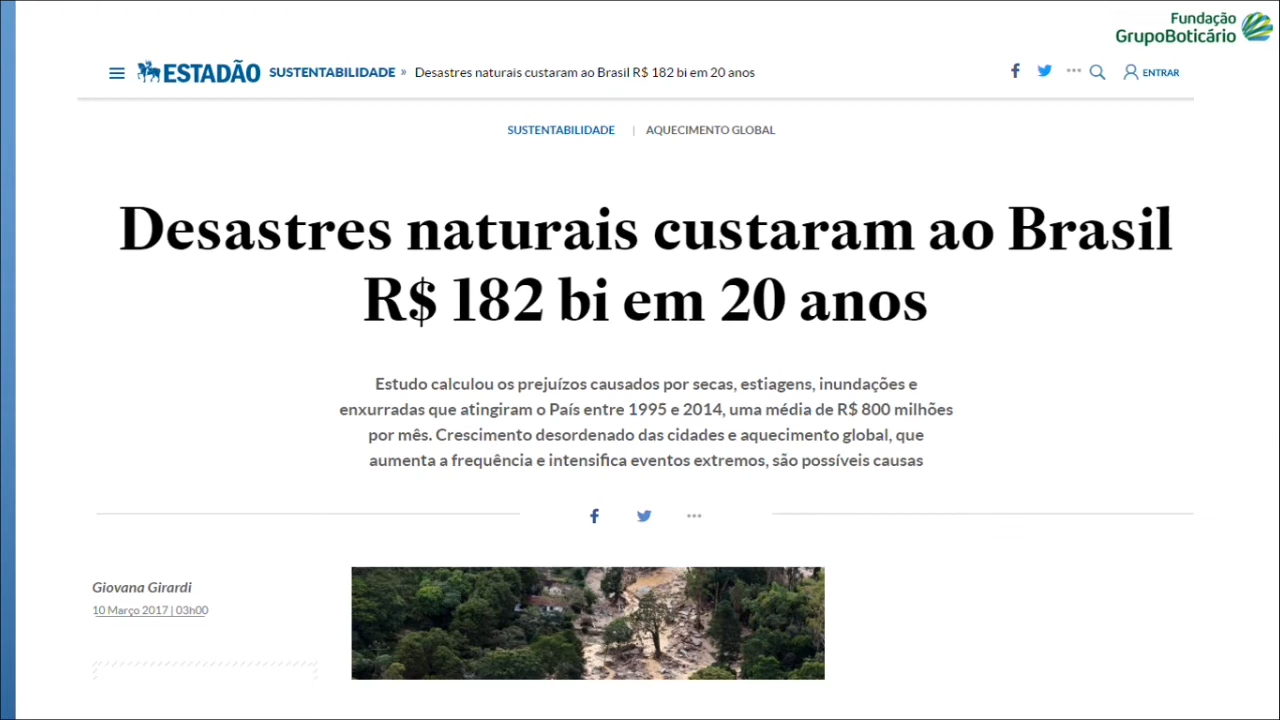 Fundação
GrupoBoticário
ESTADÃO SUSTENTABILIDADE » Desastres naturais custaram ao Brasil R$ 182 bi em 20 anos
ENTRAR
SUSTENTABILIDADE | AQUECIMENTO GLOBAL
Desastres naturais custaram ao Brasil
R$ 182 bi em 20 anos
Estudo calculou os prejuízos causados por secas, estiagens, inundações e
enxurradas que atingiram o País entre 1995 e 2014, uma média de R$ 800 milhões
por mês. Crescimento desordenado das cidades e aquecimento global, que
aumenta a frequência e intensifica eventos extremos, são possíveis causas
Giovana Girardi
10 Março 2017 | 03h00